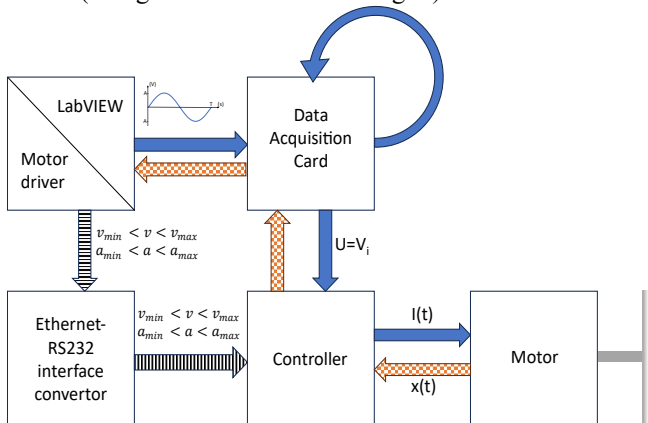 (V)
A
T (s)
A
LabVIEW
Motor
driver
Data
Acquisition
Card
v_min < v < v_max
a_min < a < a_max
U=V_i
v_min < v < v_max
a_min < a < a_max
Ethernet-
RS232
interface
convertor
Controller
I(t)
x(t)
Motor